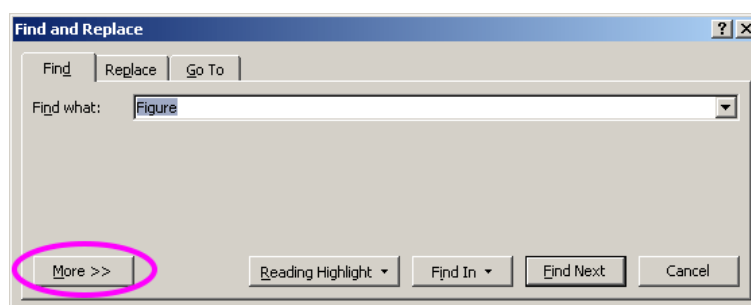 Find and Replace
Find Replace Go To
Find what: Figure
More >> Reading Highlight Find In Find Next Cancel